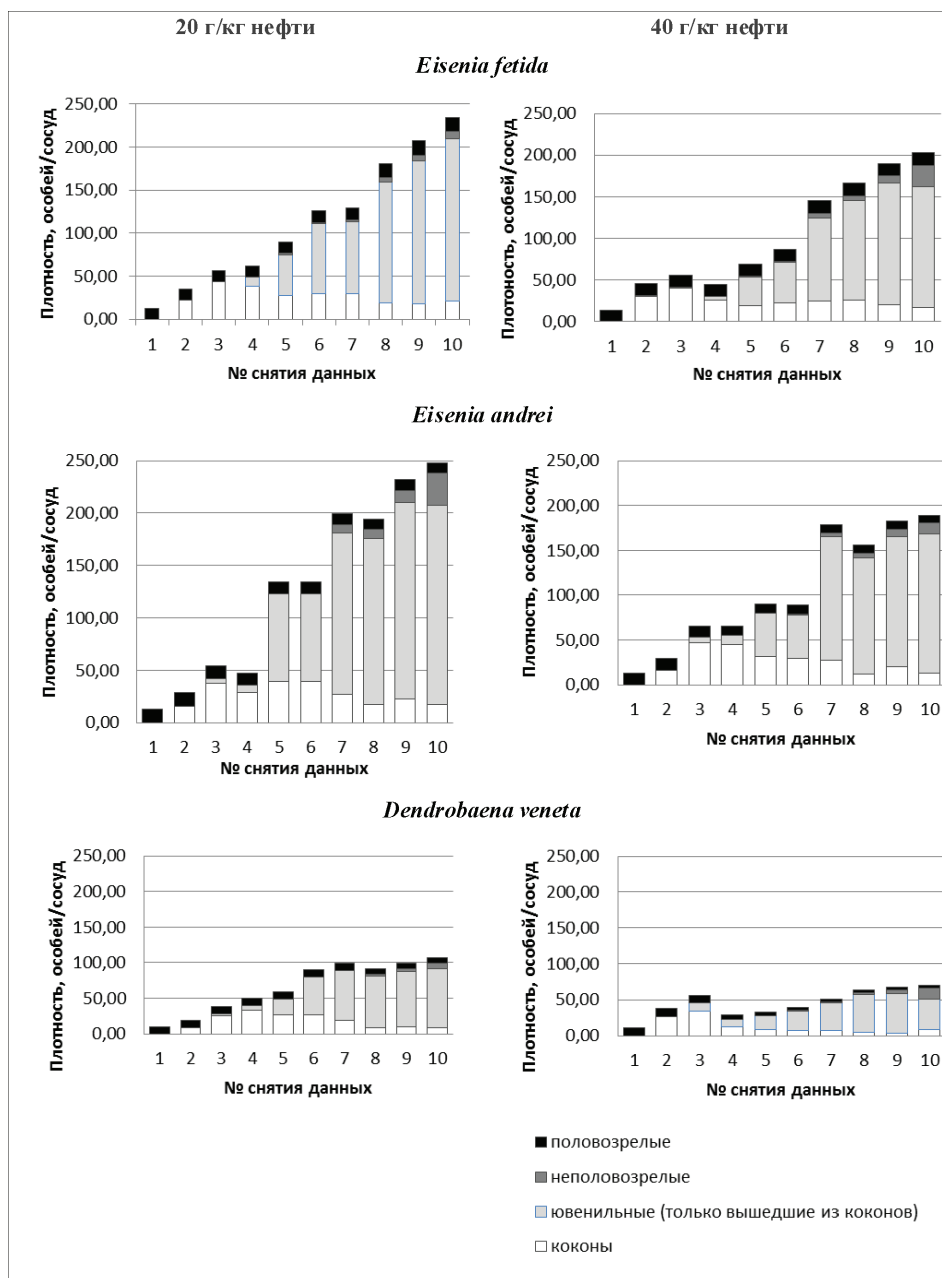 20 г/кг нефти
40 г/кг нефти
Eisenia fetida
Плотность, особей/сосуд
250,00
200,00
150,00
100,00
50,00
0,00
1 2 3 4 5 6 7 8 9 10
№ снятия данных
Плотоность, особей/сосуд
250,00
200,00
150,00
100,00
50,00
0,00
1 2 3 4 5 6 7 8 9 10
№ снятия данных
Eisenia andrei
Плотность, особей/сосуд
250,00
200,00
150,00
100,00
50,00
0,00
1 2 3 4 5 6 7 8 9 10
№ снятия данных
Плотность, особей/сосуд
250,00
200,00
150,00
100,00
50,00
0,00
1 2 3 4 5 6 7 8 9 10
№ снятия данных
Dendrobaena veneta
Плотность, особей/сосуд
250,00
200,00
150,00
100,00
50,00
0,00
1 2 3 4 5 6 7 8 9 10
№ снятия данных
Плотность, особей/сосуд
250,00
200,00
150,00
100,00
50,00
0,00
1 2 3 4 5 6 7 8 9 10
№ снятия данных
половозрелые
неполовозрелые
ювенильные (только вышедшие из коконов)
коконы